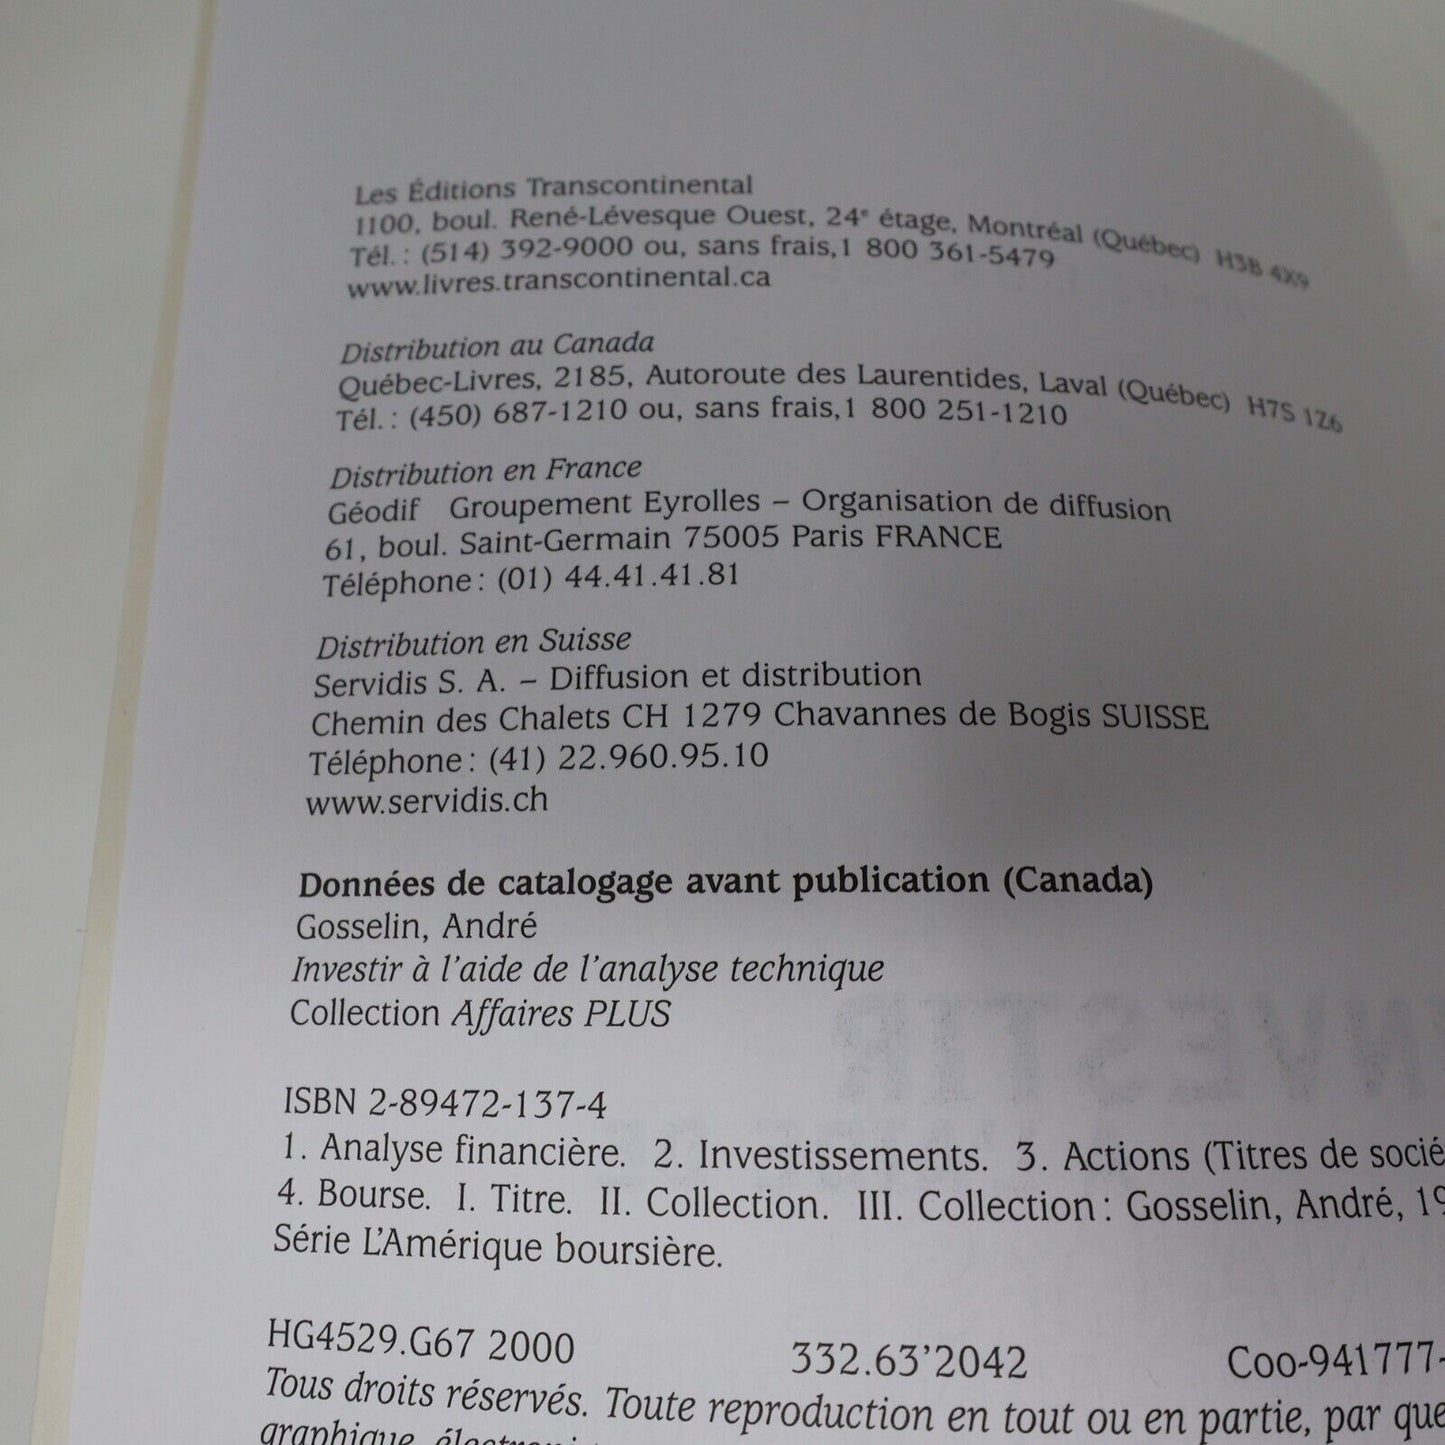 Les Éditions Transcontinental
1100, boul. René-Lévesque Ouest, 24e étage, Montréal (Québec) H3B 4X9
Tél. : (514) 392-9000 ou, sans frais,1 800 361-5479
www.livres.transcontinental.ca
Distribution au Canada
Québec-Livres, 2185, Autoroute des Laurentides, Laval (Québec) H7S 1Z6
Tél. : (450) 687-1210 ou, sans frais,1 800 251-1210
Distribution en France
Géodif Groupement Eyrolles – Organisation de diffusion
61, boul. Saint-Germain 75005 Paris FRANCE
Téléphone : (01) 44.41.41.81
Distribution en Suisse
Servidis S. A. – Diffusion et distribution
Chemin des Chalets CH 1279 Chavannes de Bogis SUISSE
Téléphone : (41) 22.960.95.10
www.servidis.ch
Données de catalogage avant publication (Canada)
Gosselin, André
Investir à l'aide de l'analyse technique
Collection Affaires PLUS
ISBN 2-89472-137-4
1. Analyse financière. 2. Investissements. 3. Actions (Titres de socié
4. Bourse. I. Titre. II. Collection. III. Collection : Gosselin, André, 19
Série L'Amérique boursière.
HG4529.G67 2000 332.63'2042 Coo-941777-
Tous droits réservés. Toute reproduction en tout ou en partie, par que
graphique,